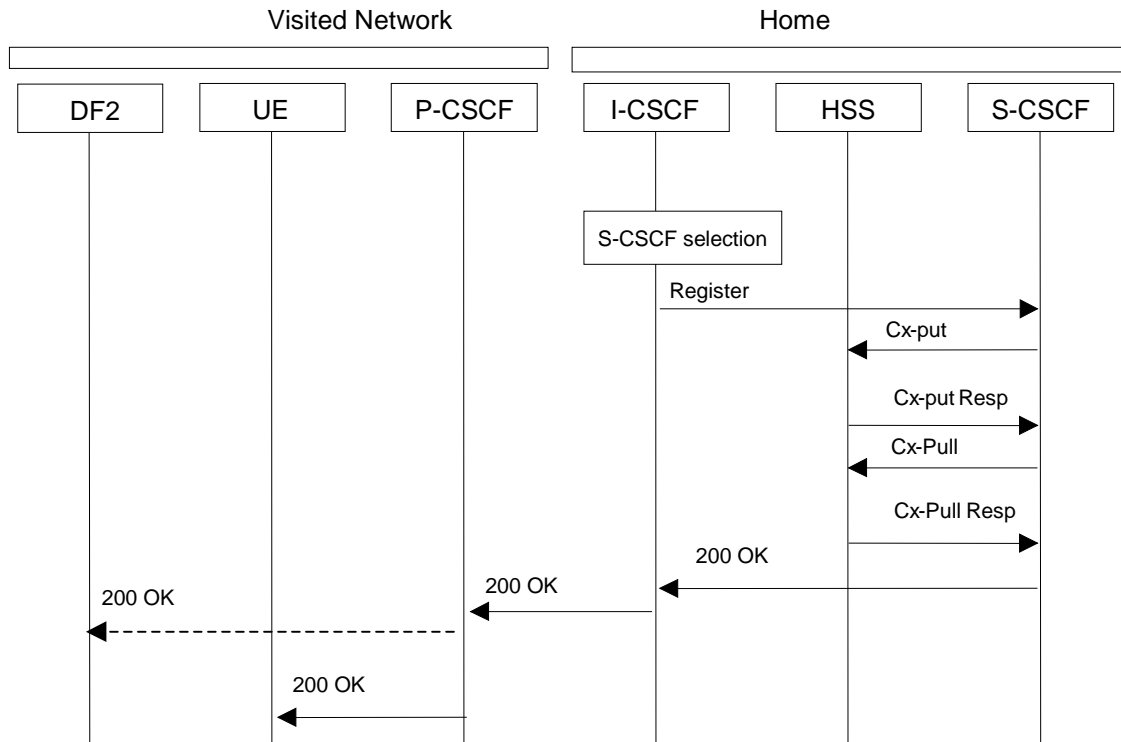 Visited Network
Home
DF2
UE
P-CSCF
I-CSCF
HSS
S-CSCF
S-CSCF selection
Register
Cx-put
Cx-put Resp
Cx-Pull
Cx-Pull Resp
200 OK
200 OK
200 OK
200 OK